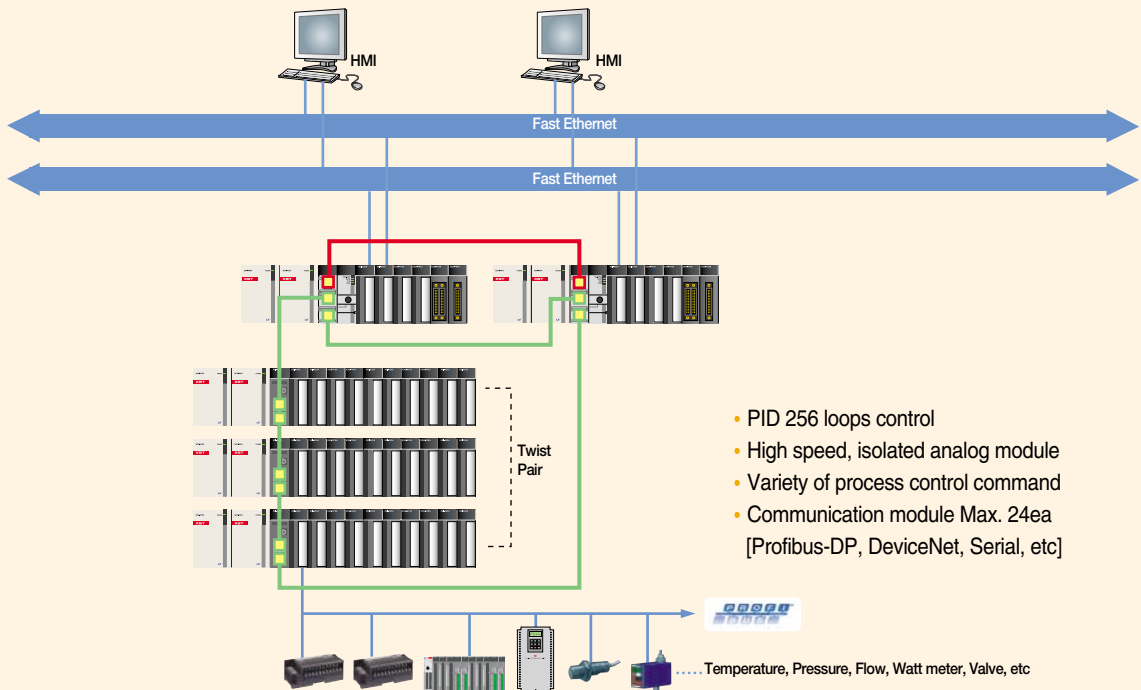 HMI
HMI
Fast Ethernet
Fast Ethernet
Twist
Pair
• PID 256 loops control
• High speed, isolated analog module
• Variety of process control command
• Communication module Max. 24ea
[Profibus-DP, DeviceNet, Serial, etc]
PROFI
BUS
Temperature, Pressure, Flow, Watt meter, Valve, etc